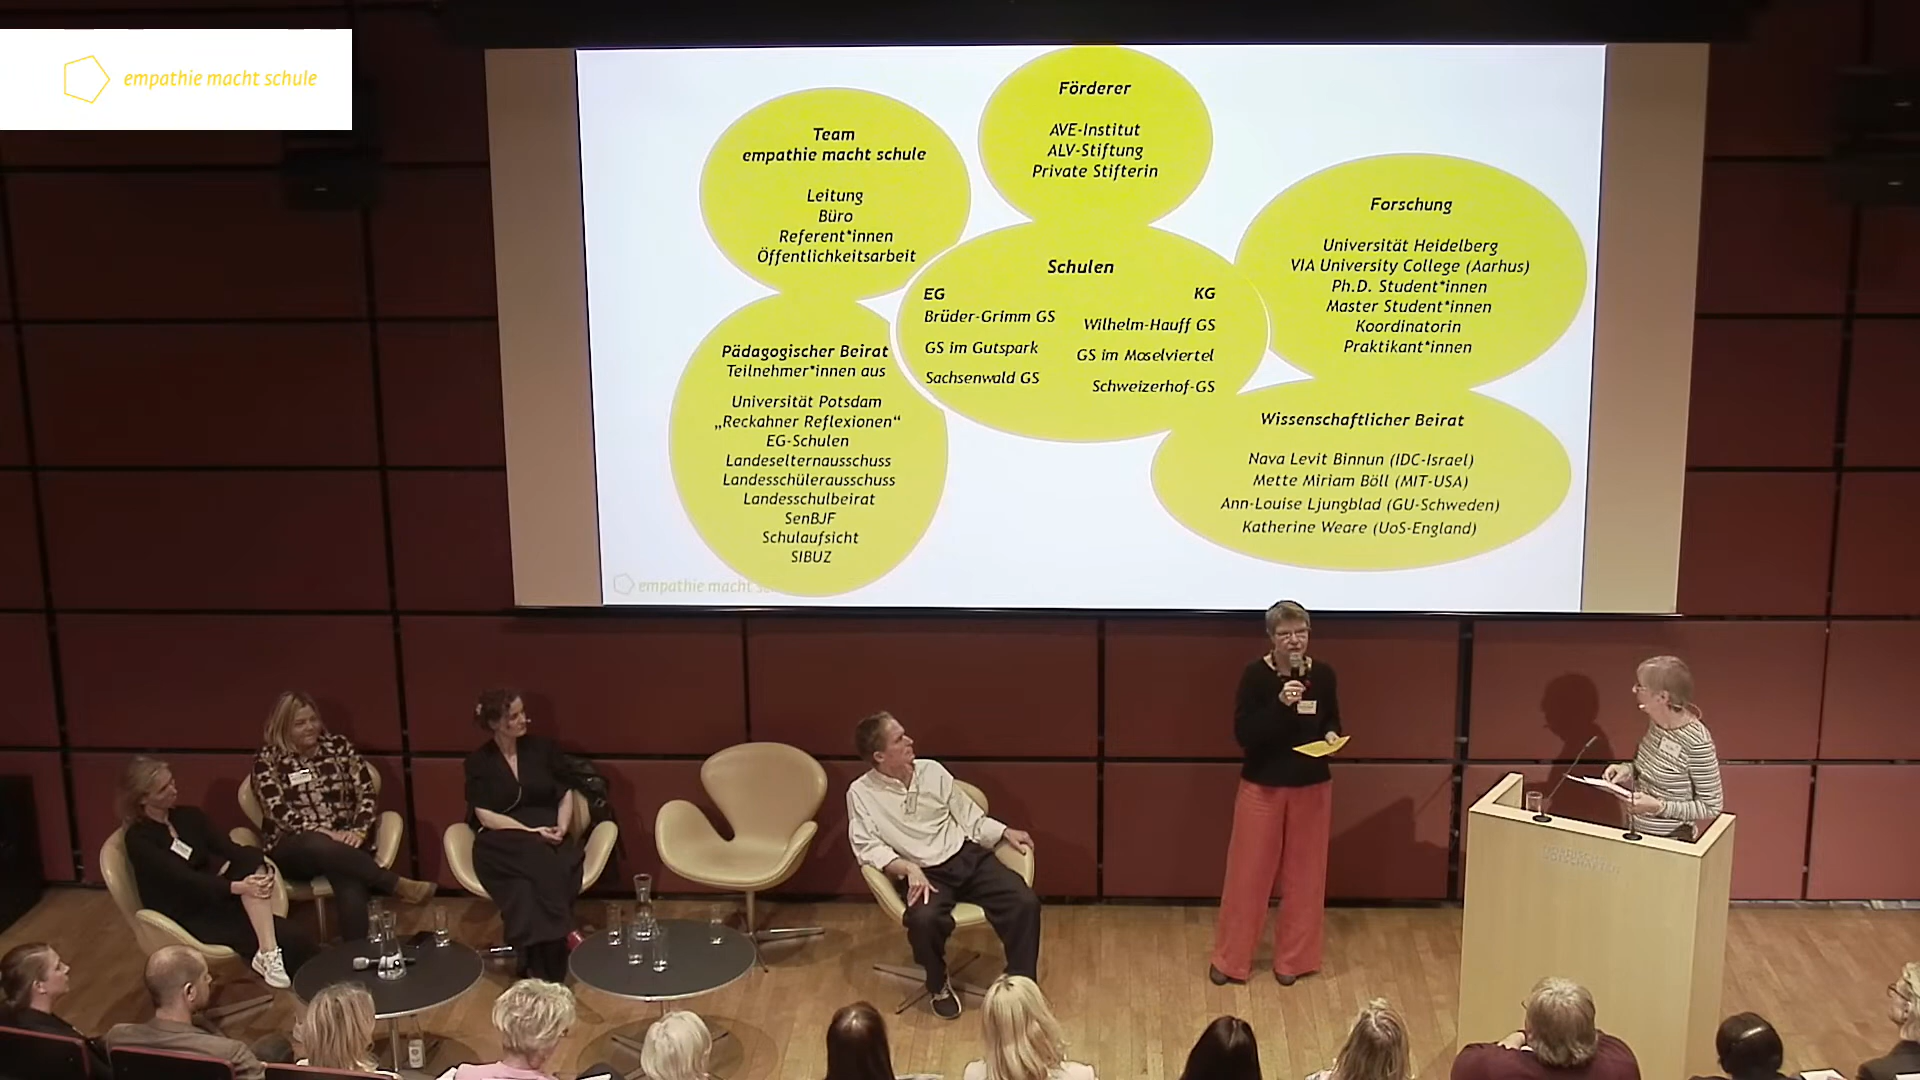 empathie macht schule
Förderer
AVE-Institut
ALV-Stiftung
Private Stifterin
Team
empathie macht schule
Leitung
Büro
Referent*innen
Öffentlichkeitsarbeit
Forschung
Universität Heidelberg
VIA University College (Aarhus)
Ph.D. Student*innen
Master Student*innen
Koordinatorin
Praktikant*innen
Schulen
EG
Brüder-Grimm GS
GS im Gutspark
Sachsenwald GS
KG
Wilhelm-Hauff GS
GS im Moselviertel
Schweizerhof-GS
Pädagogischer Beirat
Teilnehmer*innen aus
Universität Potsdam
„Reckahner Reflexionen“
EG-Schulen
Landeselternausschuss
Landesschülerausschuss
Landesschulbeirat
SenBJF
Schulaufsicht
SIBUZ
Wissenschaftlicher Beirat
Nava Levit Binnun (IDC-Israel)
Mette Miriam Böll (MIT-USA)
Ann-Louise Ljungblad (GU-Schweden)
Katherine Weare (UoS-England)
empathie macht